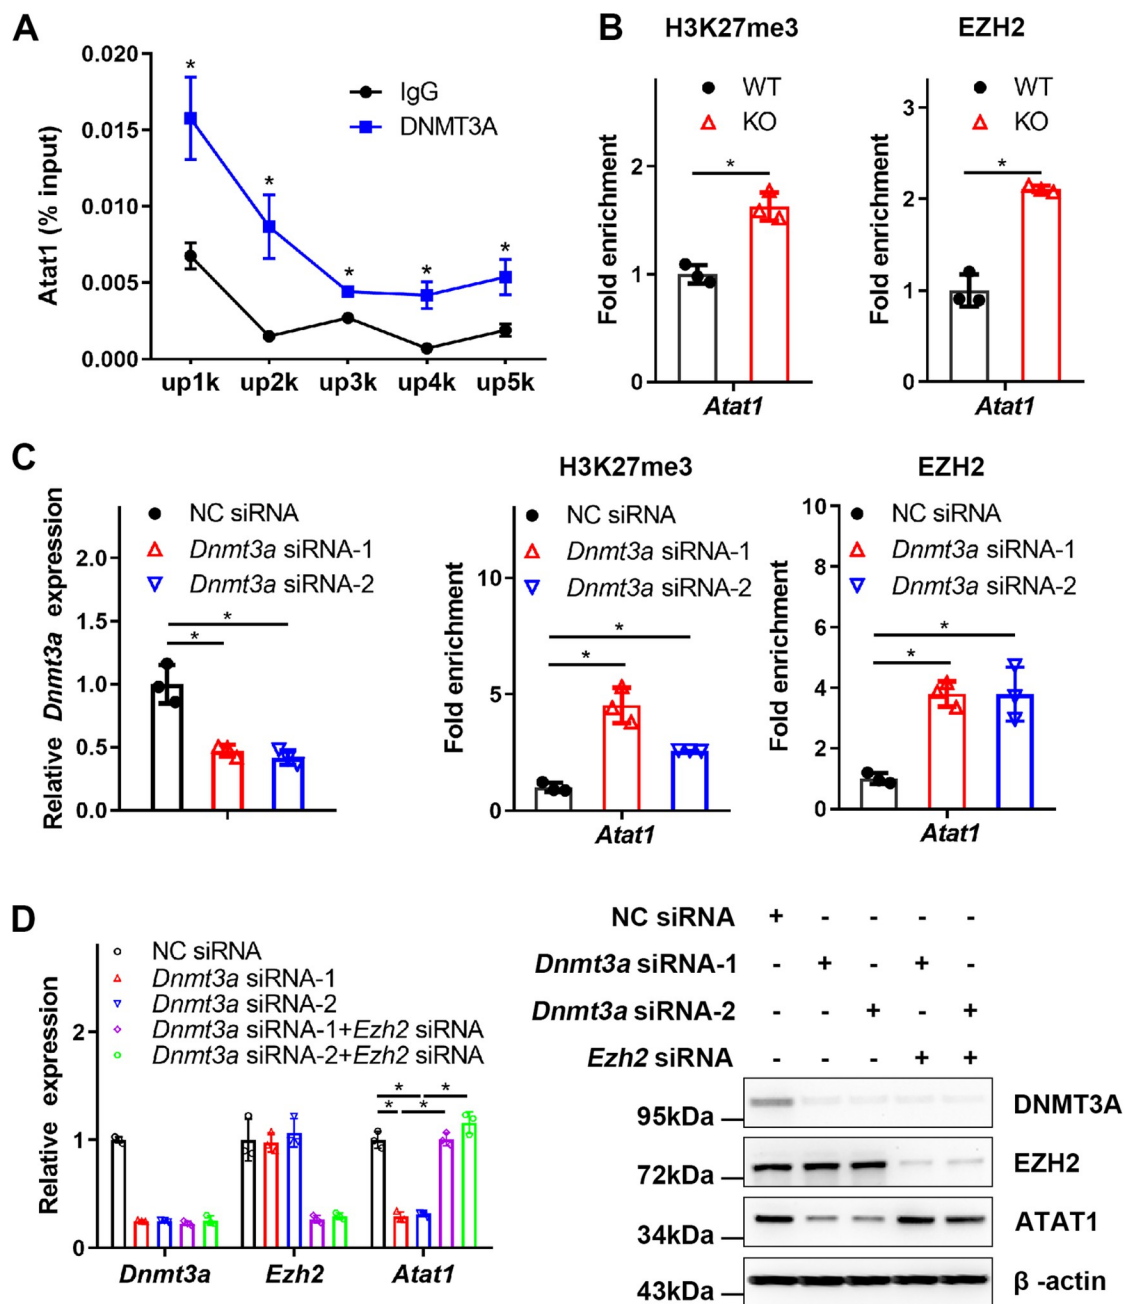 A
Atat1 (% input)
0.020
0.015
0.010
0.005
0.000
*
*
*
*
*
IgG
DNMT3A
up1k up2k up3k up4k up5k
B
H3K27me3
WT
KO
Fold enrichment
2
1
0
*
Atat1
EZH2
WT
KO
Fold enrichment
3
2
1
0
*
Atat1
C
Relative Dnmt3a expression
2.0
1.5
1.0
0.5
0.0
NC siRNA
Dnmt3a siRNA-1
Dnmt3a siRNA-2
*
*
H3K27me3
Fold enrichment
10
5
0
NC siRNA
Dnmt3a siRNA-1
Dnmt3a siRNA-2
*
*
Atat1
EZH2
Fold enrichment
10
8
6
4
2
0
NC siRNA
Dnmt3a siRNA-1
Dnmt3a siRNA-2
*
*
Atat1
D
Relative expression
2
1
0
NC siRNA
Dnmt3a siRNA-1
Dnmt3a siRNA-2
Dnmt3a siRNA-1+Ezh2 siRNA
Dnmt3a siRNA-2+Ezh2 siRNA
* *
* *
Dnmt3a Ezh2 Atat1
NC siRNA + - - - -
Dnmt3a siRNA-1 - + - + -
Dnmt3a siRNA-2 - - + - +
Ezh2 siRNA - - - + +
95kDa DNMT3A
72kDa EZH2
34kDa ATAT1
43kDa β -actin